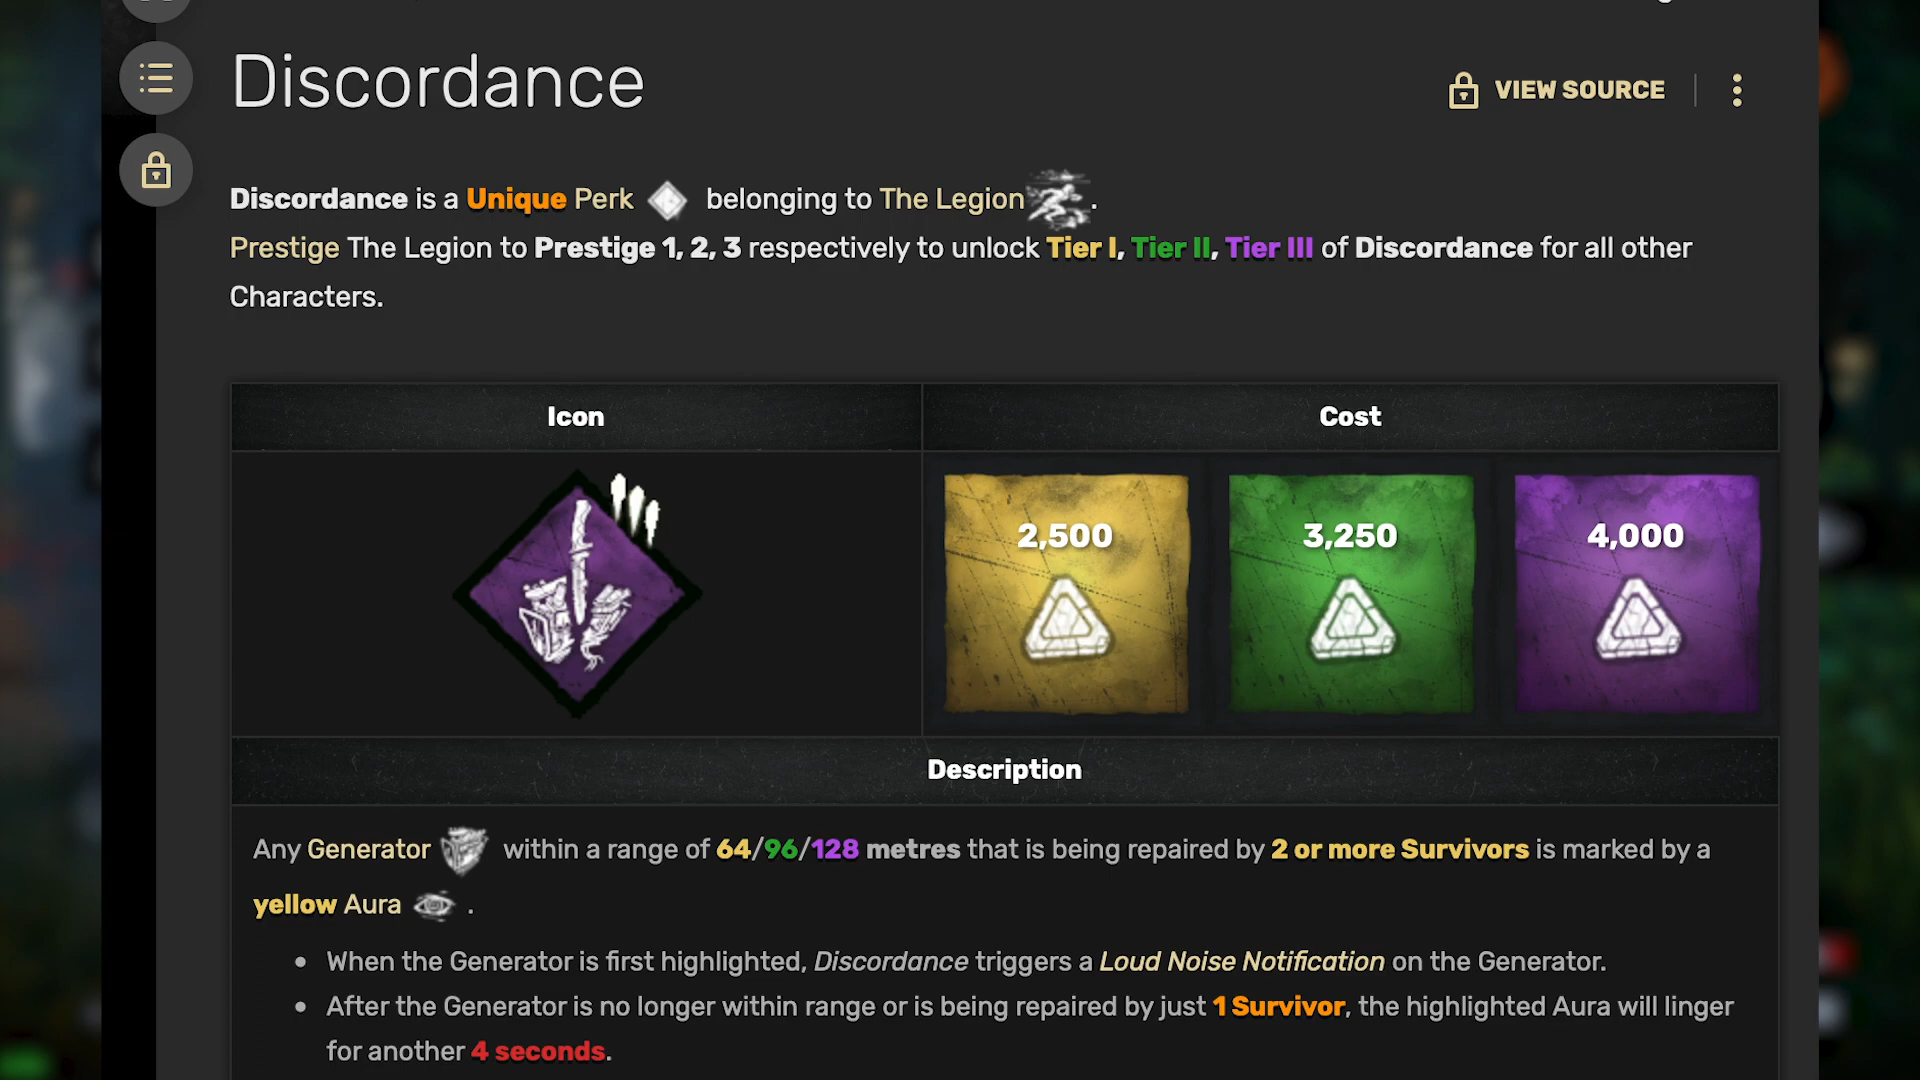 Discordance
VIEW SOURCE
Discordance is a Unique Perk belonging to The Legion.
Prestige The Legion to Prestige 1, 2, 3 respectively to unlock Tier I, Tier II, Tier III of Discordance for all other
Characters.
Icon
Cost
2,500
3,250
4,000
Description
Any Generator within a range of 64/96/128 metres that is being repaired by 2 or more Survivors is marked by a
yellow Aura .
• When the Generator is first highlighted, Discordance triggers a Loud Noise Notification on the Generator.
• After the Generator is no longer within range or is being repaired by just 1 Survivor, the highlighted Aura will linger
for another 4 seconds.